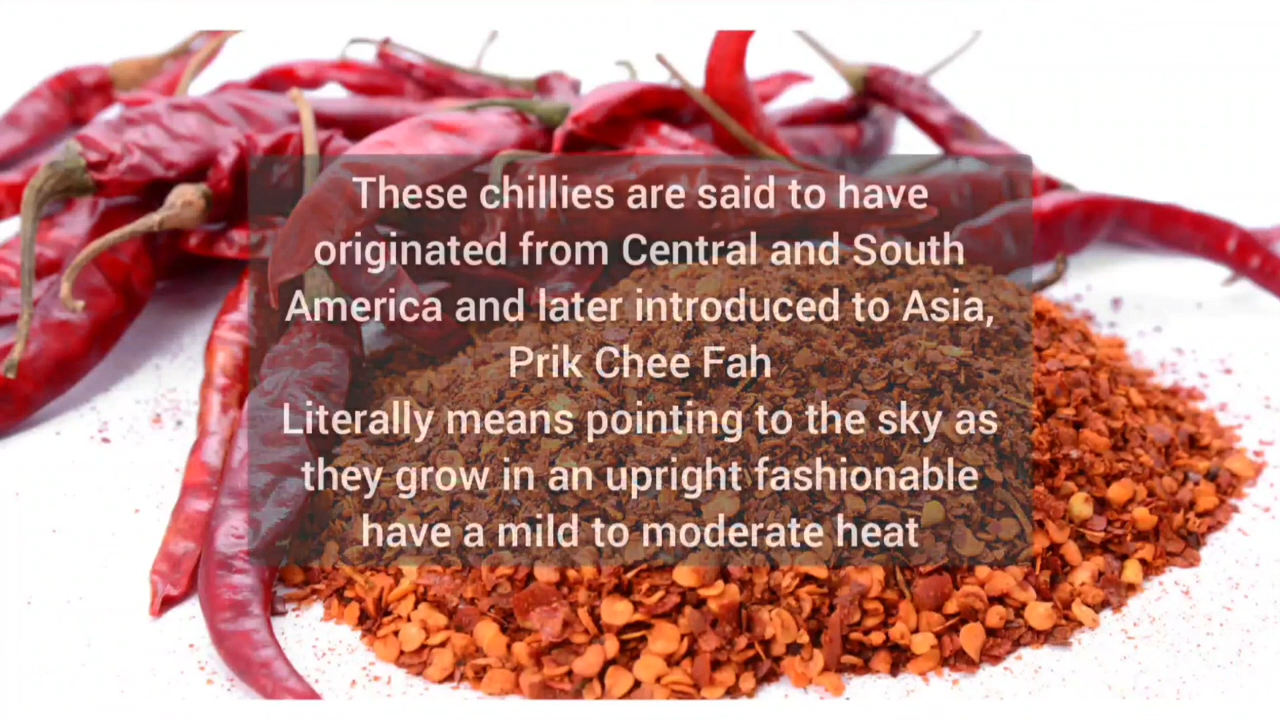 These chillies are said to have
originated from Central and South
America and later introduced to Asia,
Prik Chee Fah
Literally means pointing to the sky as
they grow in an upright fashionable
have a mild to moderate heat